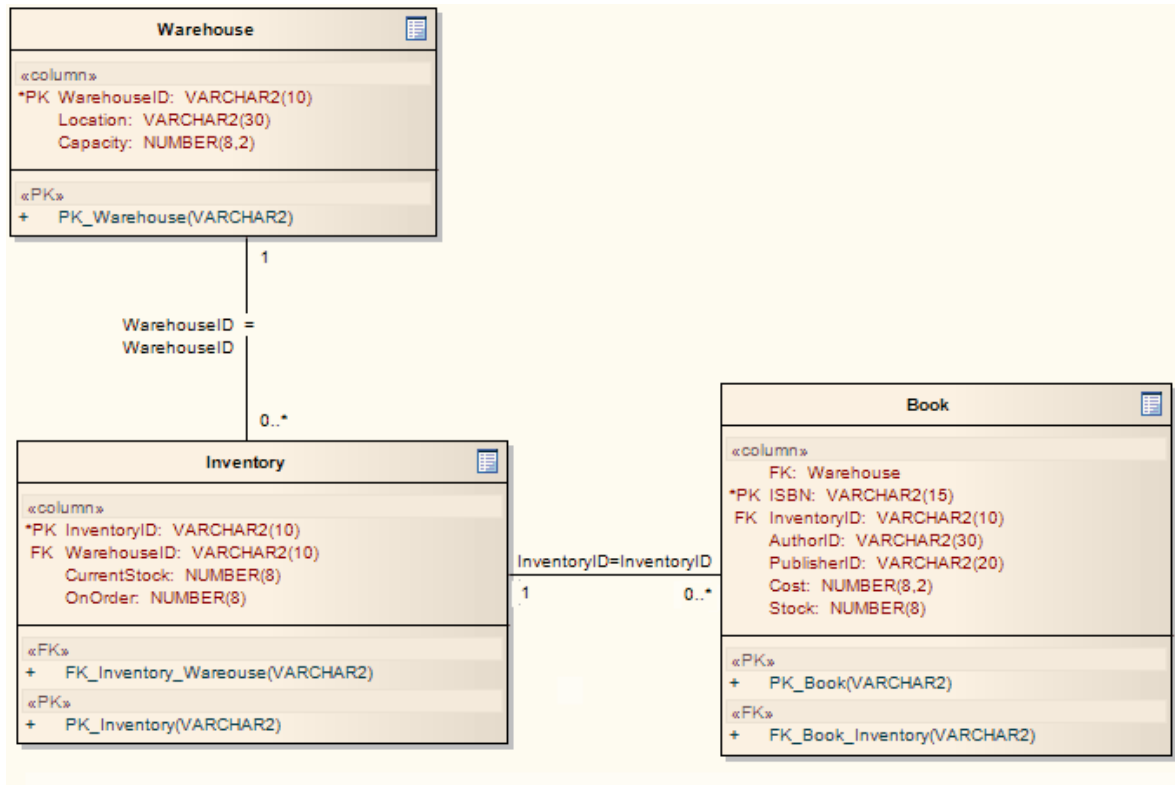 Warehouse
«column»
*PK WarehouseID: VARCHAR2(10)
Location: VARCHAR2(30)
Capacity: NUMBER(8,2)
«PK»
+ PK_Warehouse(VARCHAR2)
1
WarehouseID =
WarehouseID
0..*
Inventory
«column»
*PK InventoryID: VARCHAR2(10)
FK WarehouseID: VARCHAR2(10)
CurrentStock: NUMBER(8)
OnOrder: NUMBER(8)
«FK»
+ FK_Inventory_Wareouse(VARCHAR2)
«PK»
+ PK_Inventory(VARCHAR2)
InventoryID=InventoryID
1 0..*
Book
«column»
FK: Warehouse
*PK ISBN: VARCHAR2(15)
FK InventoryID: VARCHAR2(10)
AuthorID: VARCHAR2(30)
PublisherID: VARCHAR2(20)
Cost: NUMBER(8,2)
Stock: NUMBER(8)
«PK»
+ PK_Book(VARCHAR2)
«FK»
+ FK_Book_Inventory(VARCHAR2)